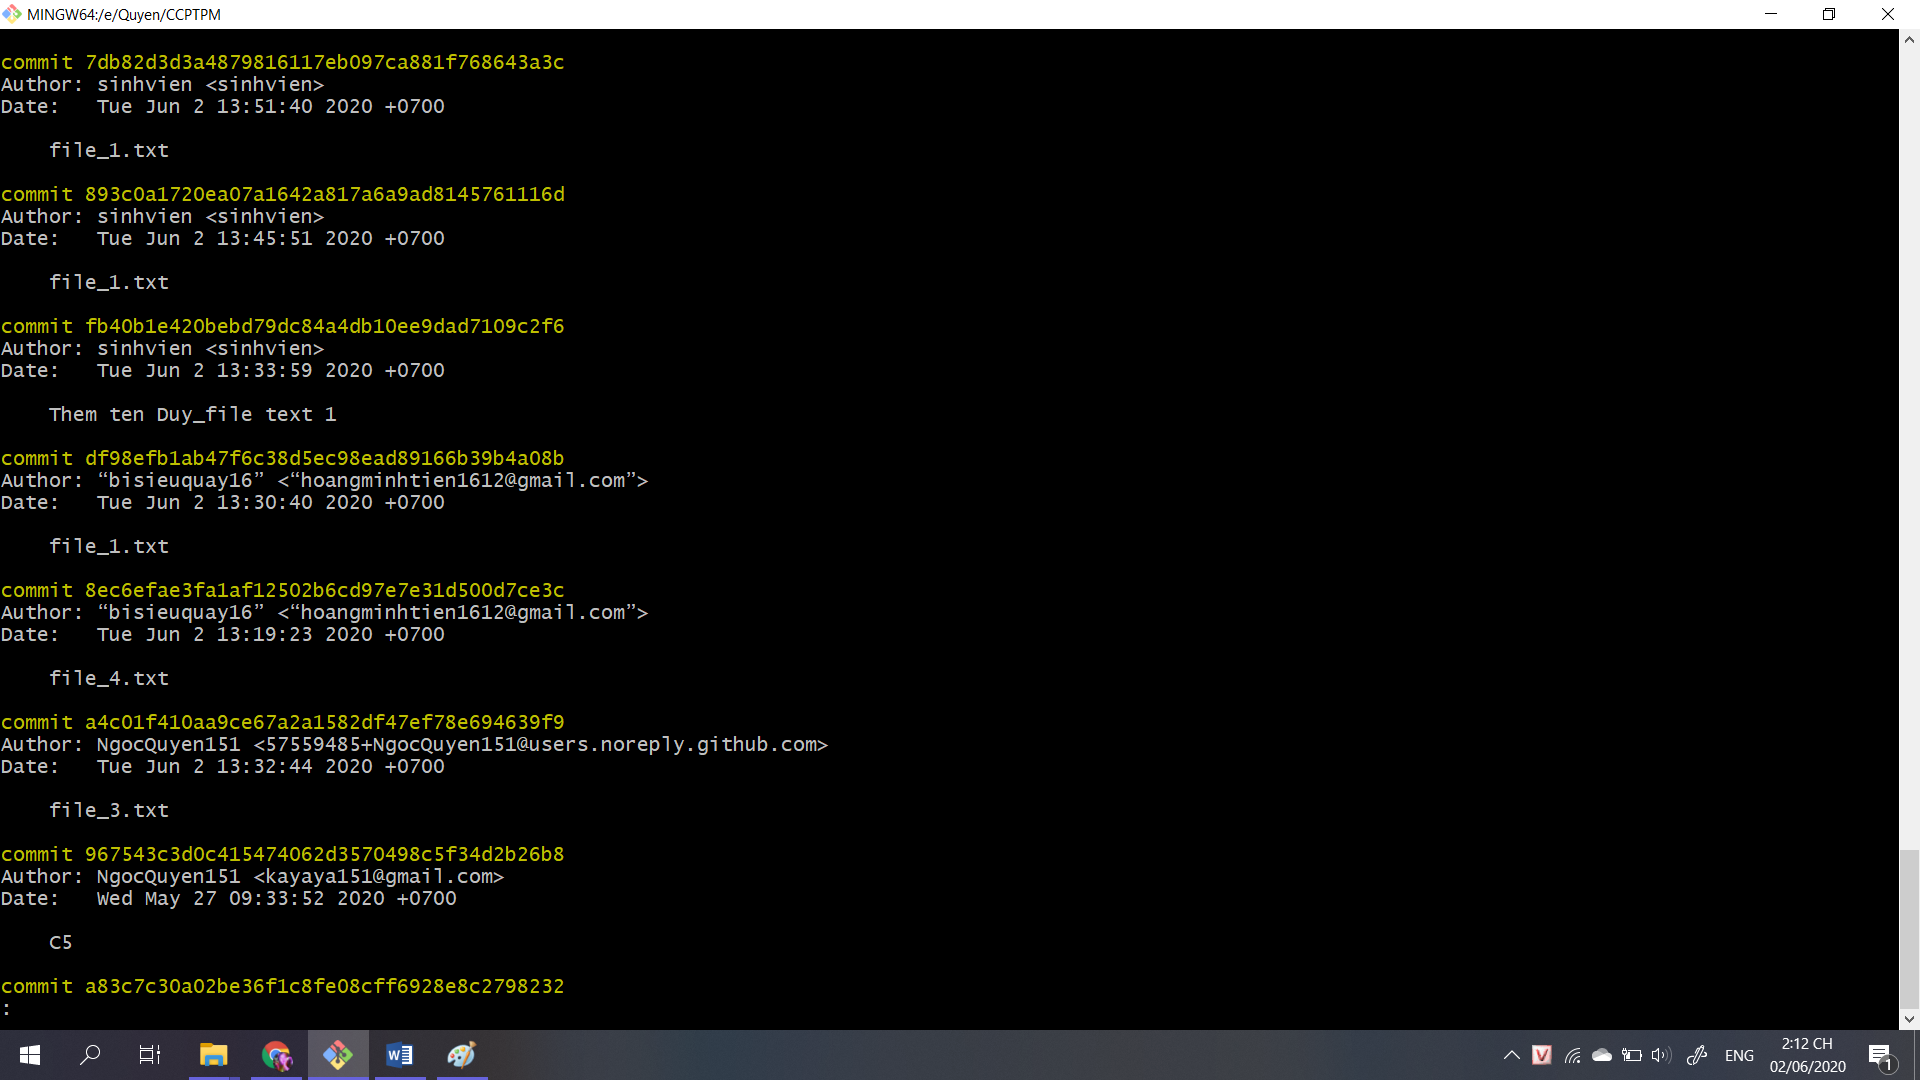 MINGW64:/e/Quyen/CCPTPM
commit 7db82d3d3a4879816117eb097ca881f768643a3c
Author: sinhvien <sinhvien>
Date:   Tue Jun 2 13:51:40 2020 +0700
file_1.txt
commit 893c0a1720ea07a1642a817a6a9ad8145761116d
Author: sinhvien <sinhvien>
Date:   Tue Jun 2 13:45:51 2020 +0700
file_1.txt
commit fb40b1e420bebd79dc84a4db10ee9dad7109c2f6
Author: sinhvien <sinhvien>
Date:   Tue Jun 2 13:33:59 2020 +0700
Them ten Duy_file text 1
commit df98efb1ab47f6c38d5ec98ead89166b39b4a08b
Author: “bisieuquay16” <“hoangminhtien1612@gmail.com”>
Date:   Tue Jun 2 13:30:40 2020 +0700
file_1.txt
commit 8ec6efae3fa1af12502b6cd97e7e31d500d7ce3c
Author: “bisieuquay16” <“hoangminhtien1612@gmail.com”>
Date:   Tue Jun 2 13:19:23 2020 +0700
file_4.txt
commit a4c01f410aa9ce67a2a1582df47ef78e694639f9
Author: NgocQuyen151 <57559485+NgocQuyen151@users.noreply.github.com>
Date:   Tue Jun 2 13:32:44 2020 +0700
file_3.txt
commit 967543c3d0c415474062d3570498c5f34d2b26b8
Author: NgocQuyen151 <kayaya151@gmail.com>
Date:   Wed May 27 09:33:52 2020 +0700
C5
commit a83c7c30a02be36f1c8fe08cff6928e8c2798232
:
ENG
2:12 CH
02/06/2020
1